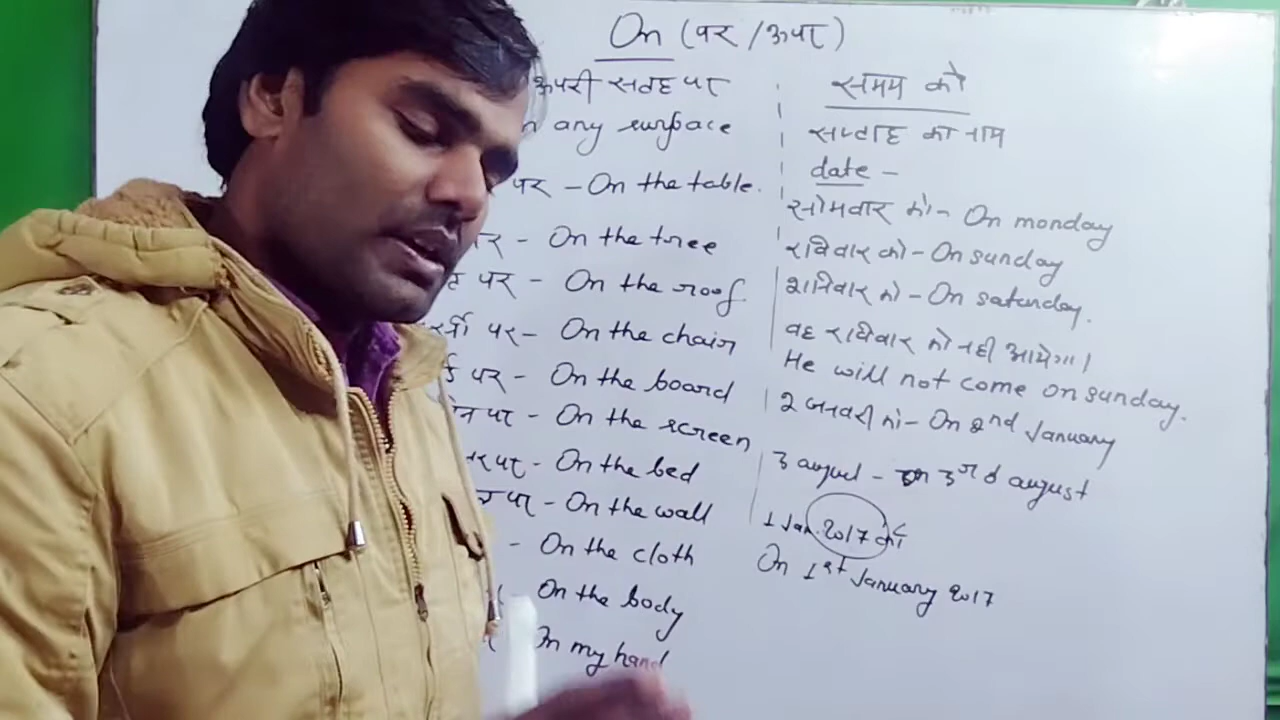 On (पर / ऊपर)
ऊपरी सतह पर
any surface
पर – On the table.
पर – On the tree
पर – On the roof
पर – On the chair
पर – On the board
पर – On the screen
पर – On the bed
पर – On the wall
– On the cloth
On the body
In my hand
समय को
सप्ताह का नाम
date –
सोमवार को – On monday
रविवार को – On sunday
शनिवार को – On saturday.
वह रविवार को नही आयेगा।
He will not come on sunday.
2 जनवरी को – On 2nd January
3 august – on 3rd august
1 Jan. 2017 को
On 1st January 2017